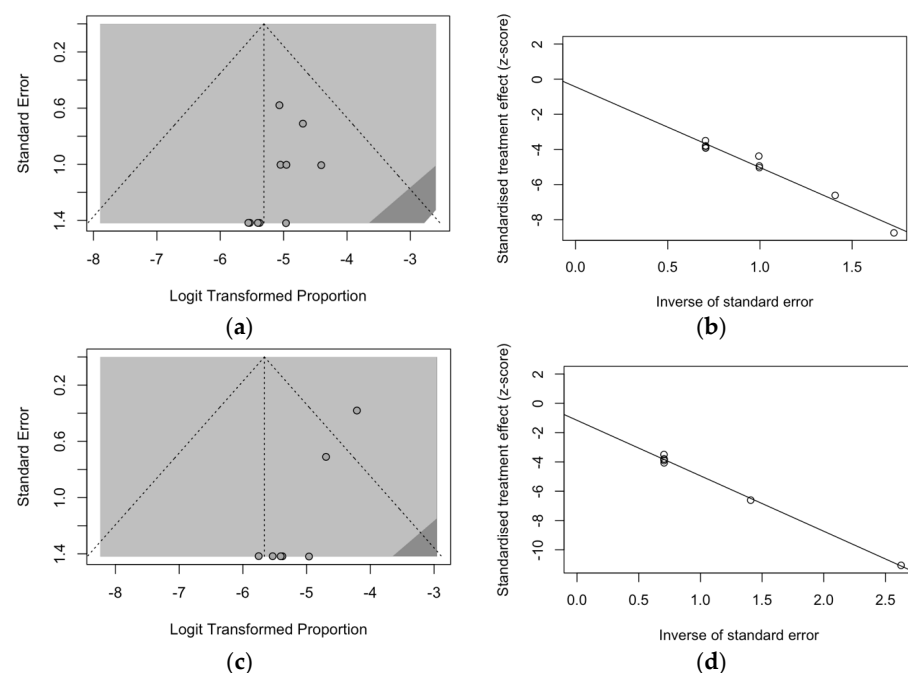 0.2
0.6
1.0
1.4
Standard Error
-8 -7 -6 -5 -4 -3
Logit Transformed Proportion
(a)
2
0
-2
-4
-6
-8
Standardised treatment effect (z-score)
0.0 0.5 1.0 1.5
Inverse of standard error
(b)
0.2
0.6
1.0
1.4
Standard Error
-8 -7 -6 -5 -4 -3
Logit Transformed Proportion
(c)
2
0
-2
-4
-6
-8
-10
Standardised treatment effect (z-score)
0.0 0.5 1.0 1.5 2.0 2.5
Inverse of standard error
(d)